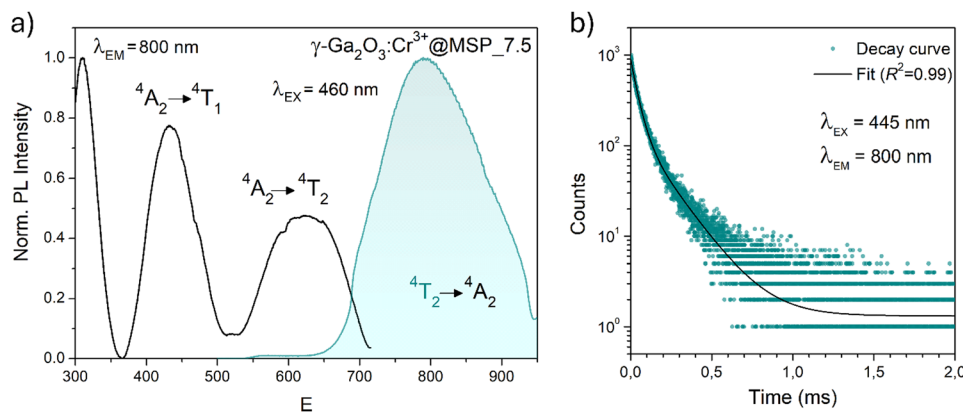 a)
λEM = 800 nm
γ-Ga₂O₃:Cr³⁺@MSP_7.5
⁴A₂→⁴T₁
λEX = 460 nm
⁴A₂→⁴T₂
⁴T₂→⁴A₂
Norm. PL Intensity
1.0
0.8
0.6
0.4
0.2
0.0
300 400 500 600 700 800 900
E
b)
Decay curve
Fit (R²=0.99)
λEX = 445 nm
λEM = 800 nm
Counts
10³
10²
10¹
10⁰
0,0 0,5 1,0 1,5 2,0
Time (ms)